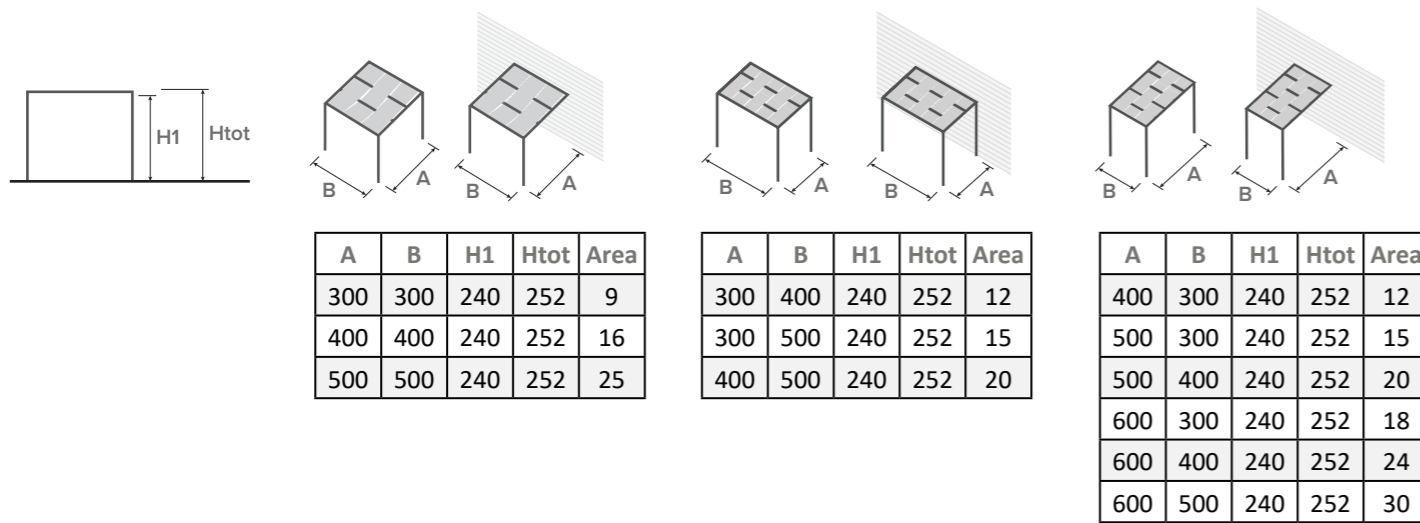 H1 Htot
B A B A
B A B A
B A B A
A B H1 Htot Area
300 300 240 252 9
400 400 240 252 16
500 500 240 252 25
A B H1 Htot Area
300 400 240 252 12
300 500 240 252 15
400 500 240 252 20
A B H1 Htot Area
400 300 240 252 12
500 300 240 252 15
500 400 240 252 20
600 300 240 252 18
600 400 240 252 24
600 500 240 252 30